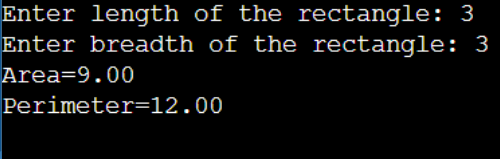 Enter length of the rectangle: 3
Enter breadth of the rectangle: 3
Area=9.00
Perimeter=12.00